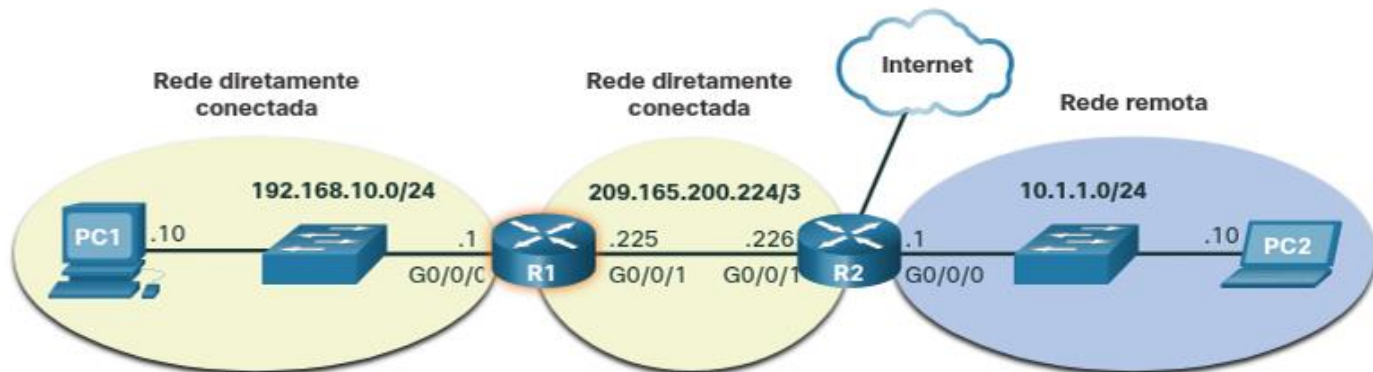 Internet
Rede diretamente
conectada
Rede diretamente
conectada
Rede remota
192.168.10.0/24
209.165.200.224/3
10.1.1.0/24
PC1
.10
.1
G0/0/0
R1
.225
G0/0/1
.226
G0/0/1
R2
.1
G0/0/0
.10
PC2